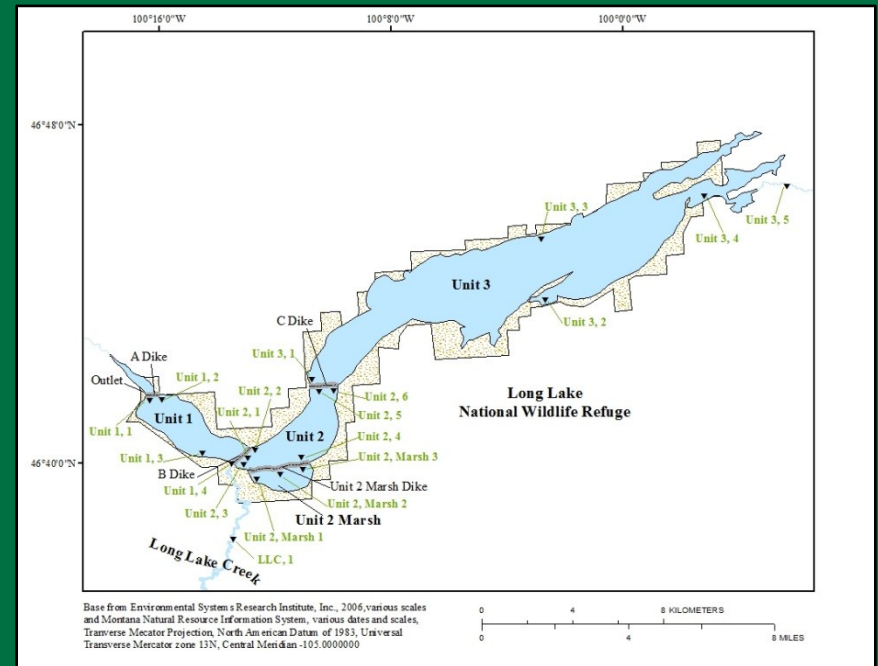 100°16'0"W
100°8'0"W
100°0'0"W
46°48'0"N
Unit 3, 3
Unit 3, 4
Unit 3, 5
Unit 3
Unit 3, 2
C Dike
Unit 3, 1
A Dike
Outlet
Unit 1, 2
Unit 2, 2
Unit 2, 6
Unit 2, 1
Unit 2, 5
Long Lake
National Wildlife Refuge
Unit 1
Unit 1, 1
Unit 2
Unit 2, 4
Unit 1, 3
Unit 2, Marsh 3
46°40'0"N
B Dike
Unit 1, 4
Unit 2 Marsh Dike
Unit 2, 3
Unit 2, Marsh 2
Unit 2 Marsh
Unit 2, Marsh 1
Long Lake Creek
LLC, 1
Base from Environmental Systems Research Institute, Inc., 2006,various scales
and Montana Natural Resource Information System, various dates and scales,
Tranverse Mecator Projection, North American Datum of 1983, Universal
Transverse Mercator zone 13N, Central Meridian -105.0000000
0 4 8 KILOMETERS
0 4 8 MILES